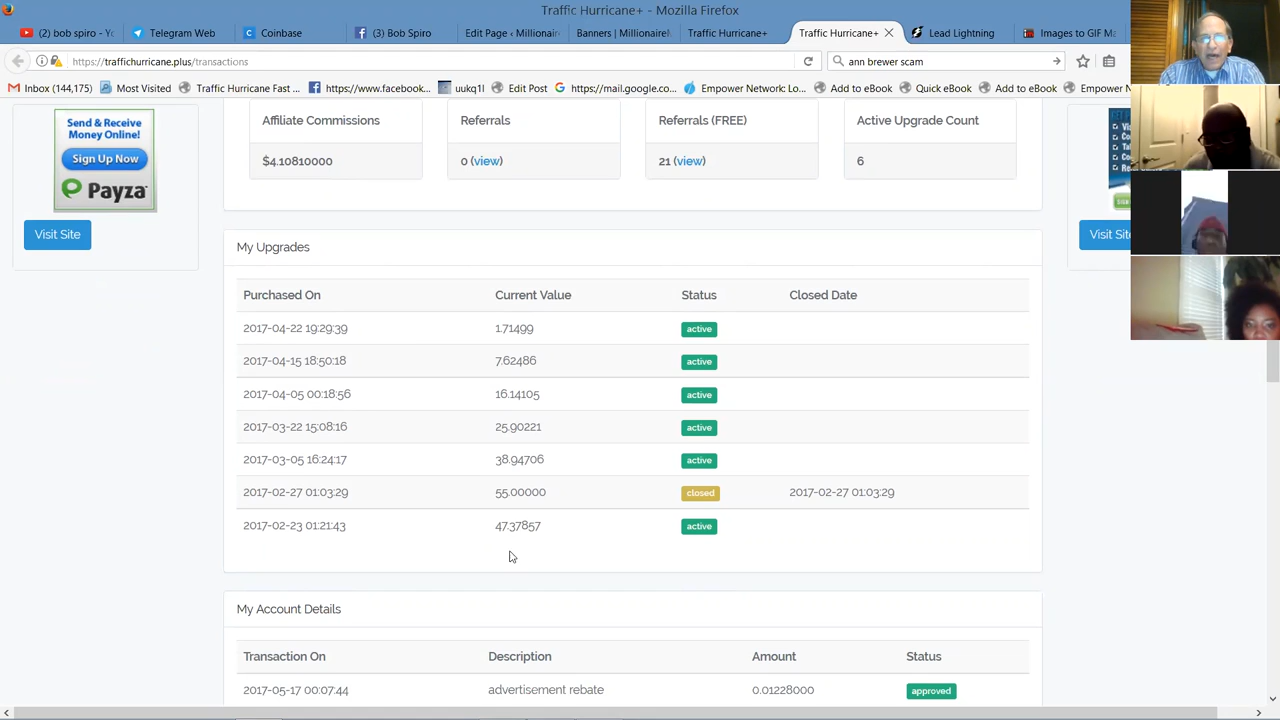 Traffic Hurricane+ - Mozilla Firefox
(2) bob spiro - Yo
Telegram Web
Compose
(3) Bob Spi
Edit Pag
Banner Millionaire
Traffic Hurricane+
Traffic Hurricane
Lead Lightning
Images to GIF M
https://traffichurricane.plus/transactions
ann brewer scam
Inbox (144,175)
Most Visited
Traffic Hurricane Fast
https://www.facebook
ukq1l
Edit Post
https://mail.google.co...
Empower Network: Lo...
Add to eBook
Quick eBook
Add to eBook
Empower N
Send & Receive
Money Online!
Sign Up Now
Payza
Visit Site
Affiliate Commissions
Referrals
Referrals (FREE)
Active Upgrade Count
$4.10810000
0 (view)
21 (view)
6
SIGN
Visit Site
My Upgrades
Purchased On Current Value Status Closed Date
2017-04-22 19:29:39 1.71499 active
2017-04-15 18:50:18 7.62486 active
2017-04-05 00:18:56 16.14105 active
2017-03-22 15:08:16 25.90221 active
2017-03-05 16:24:17 38.94706 active
2017-02-27 01:03:29 55.00000 closed 2017-02-27 01:03:29
2017-02-23 01:21:43 47.37857 active
My Account Details
Transaction On Description Amount Status
2017-05-17 00:07:44 advertisement rebate 0.01228000 approved